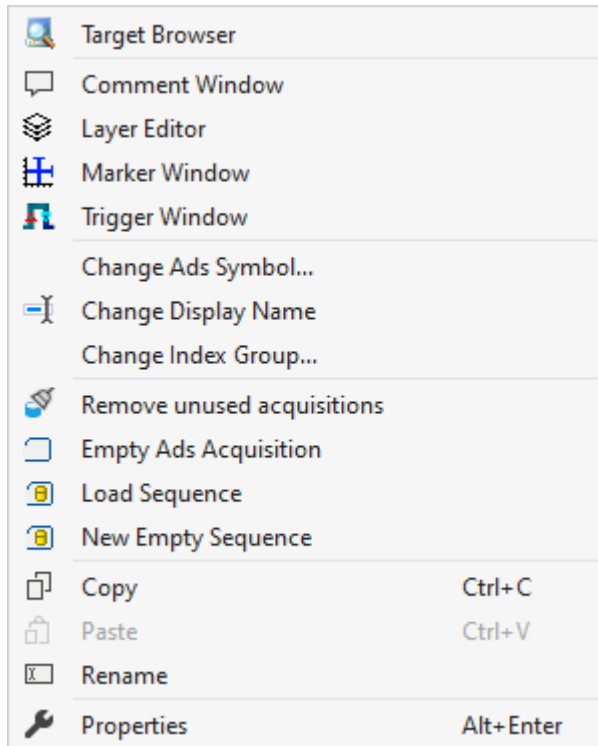 Target Browser
Comment Window
Layer Editor
Marker Window
Trigger Window
Change Ads Symbol...
Change Display Name
Change Index Group...
Remove unused acquisitions
Empty Ads Acquisition
Load Sequence
New Empty Sequence
Copy Ctrl+C
Paste Ctrl+V
Rename
Properties Alt+Enter